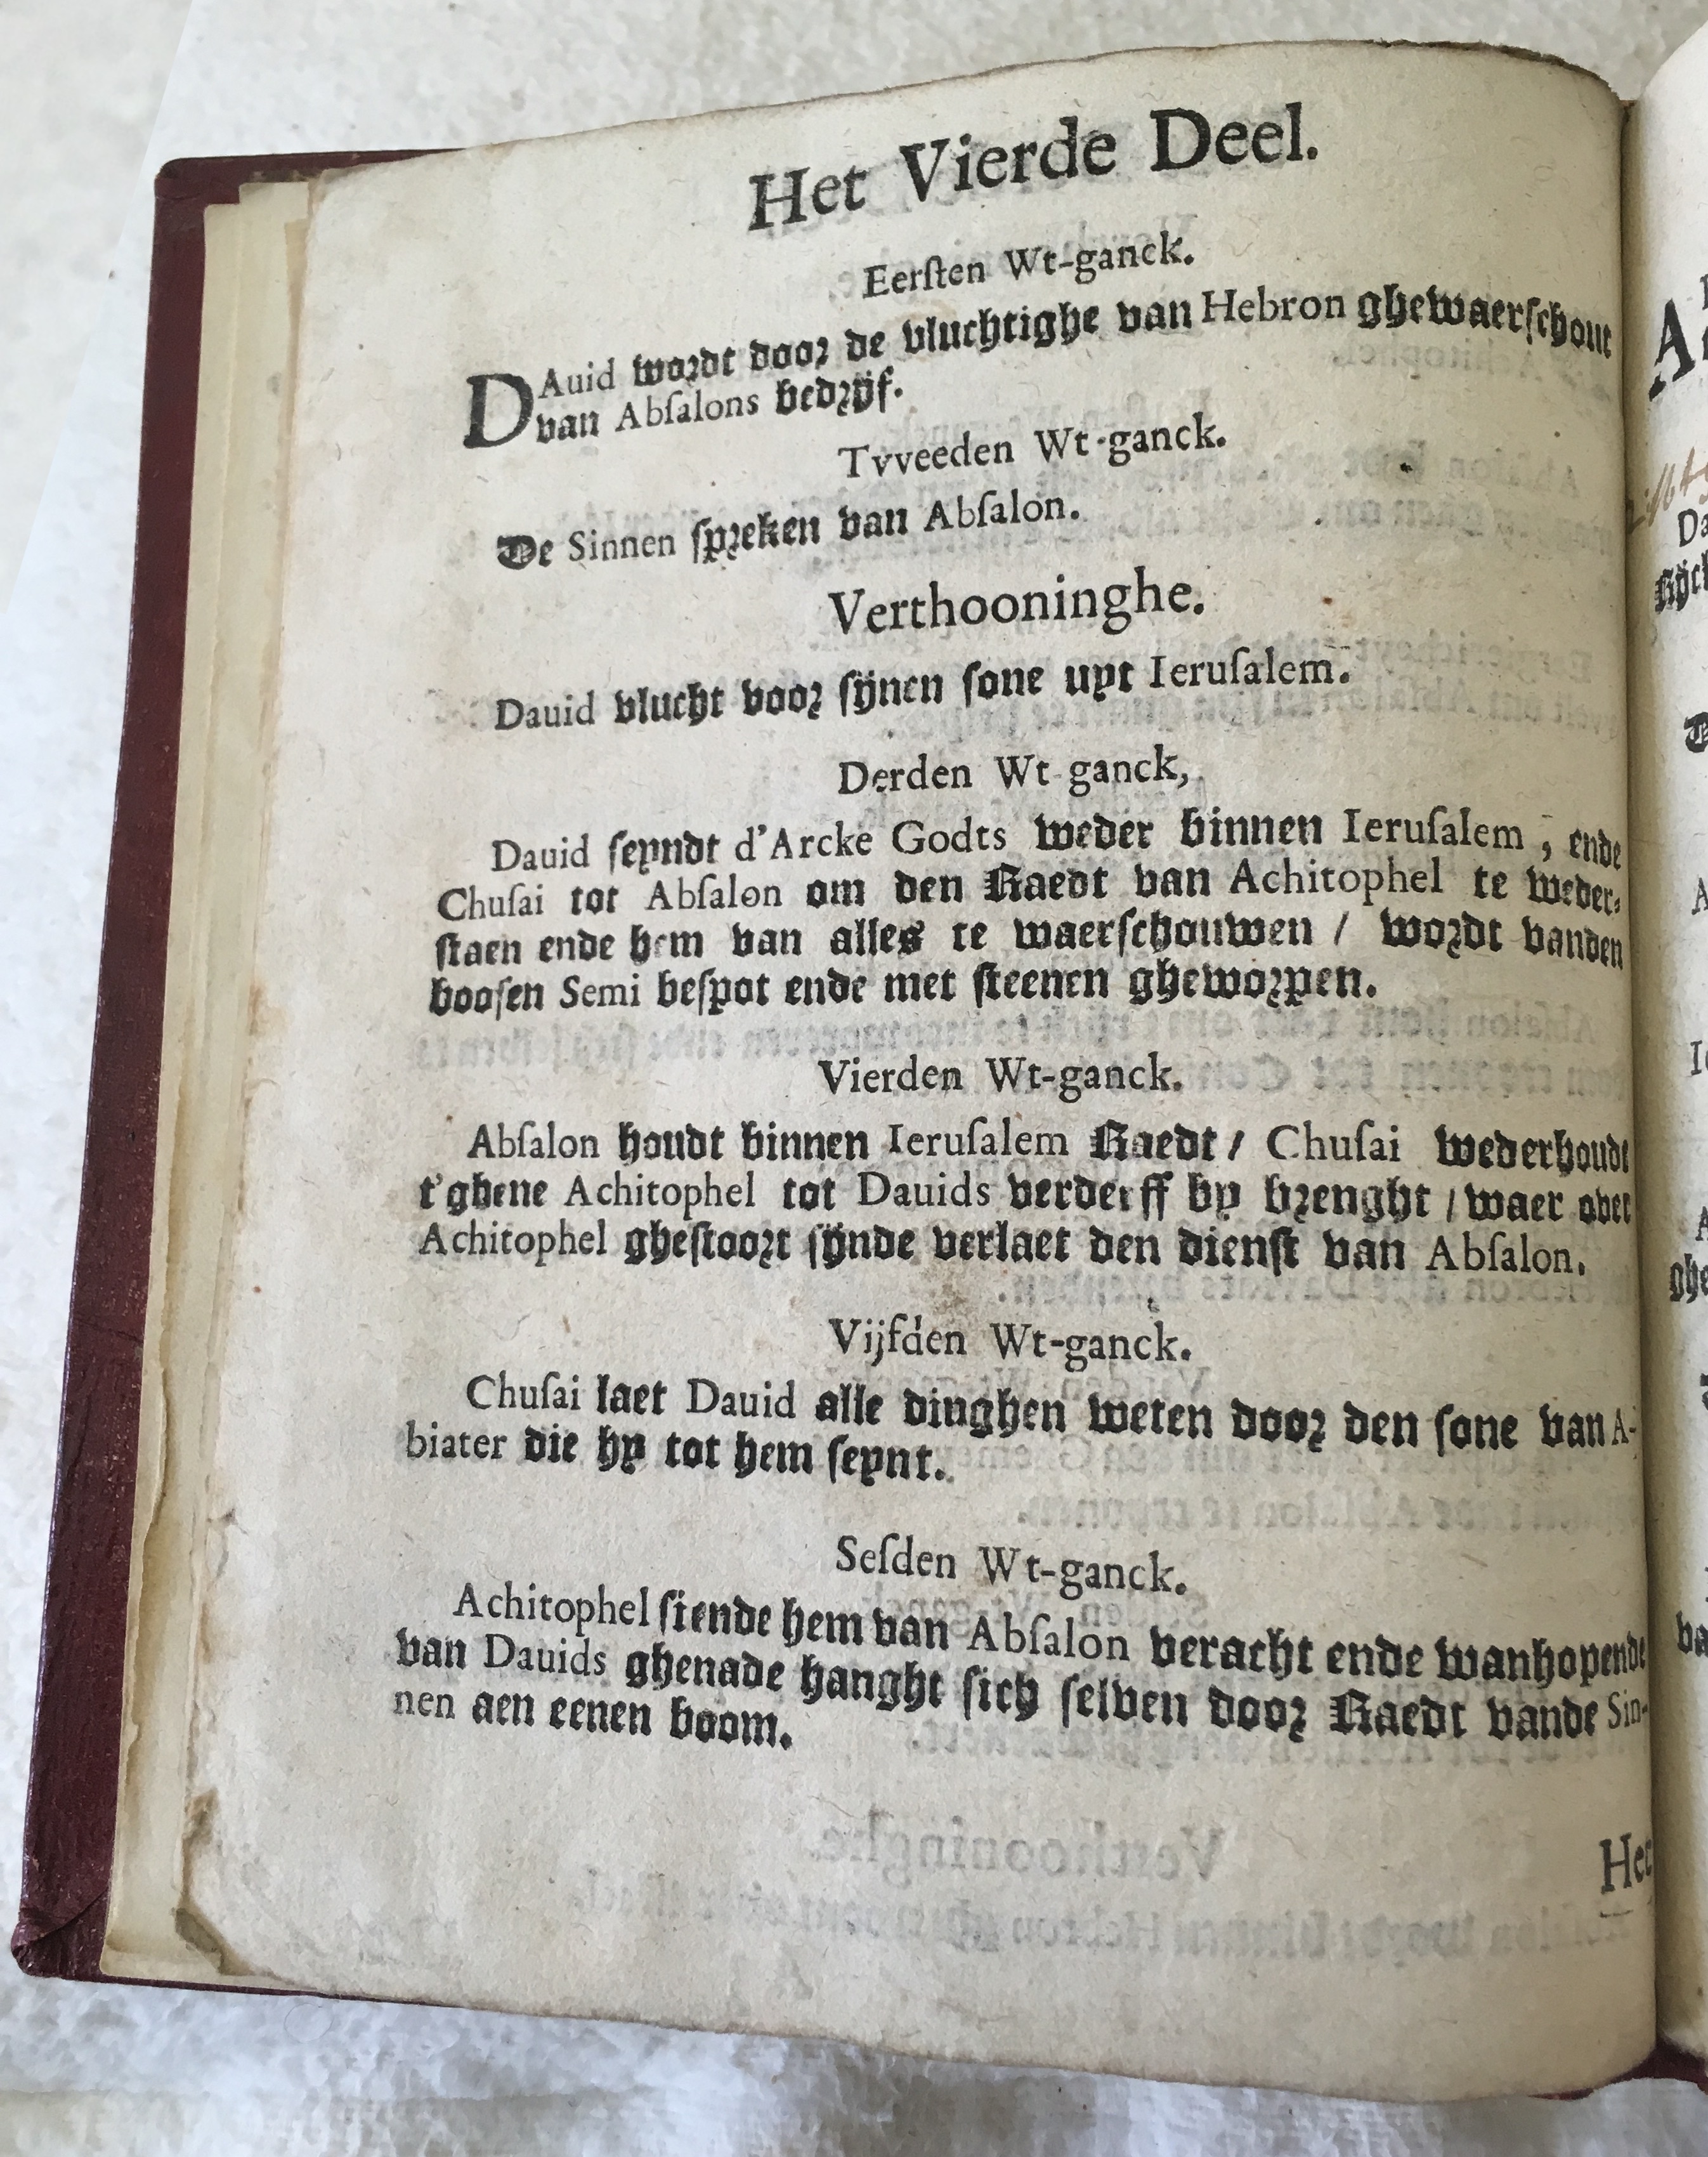 Het Vierde Deel.
Eerſten Wt-ganck.
DAuid wordt door de vluchtighe van Hebron ghewaerſchout
van Abſalons bedrijf.
Tvveeden Wt-ganck.
De Sinnen ſpreken van Abſalon.
Verthooninghe.
Dauid vlucht voor ſijnen ſone uyt Ieruſalem.
Derden Wt-ganck,
Dauid ſeyndt d'Arcke Godts weder binnen Ieruſalem, ende
Chuſai tot Abſalon om den Raedt van Achitophel te weder-
ſtaen ende hem van alles te waerſchouwen / wordt vanden
booſen Semi beſpot ende met ſteenen gheworpen.
Vierden Wt-ganck.
Abſalon houdt binnen Ieruſalem Raedt / Chuſai wederhoudt
t'ghene Achitophel tot Dauids verderff by brenght / waer over
Achitophel gheſtoort ſijnde verlaet den dienſt van Abſalon.
Vijfden Wt-ganck.
Chuſai laet Dauid alle dinghen weten door den ſone van A-
biater die hy tot hem ſeynt.
Seſden Wt-ganck.
Achitophel ſiende hem van Abſalon veracht ende wanhopende
van Dauids ghenade hanght ſich ſelven door Raedt vande Sin-
nen aen eenen boom.
Het